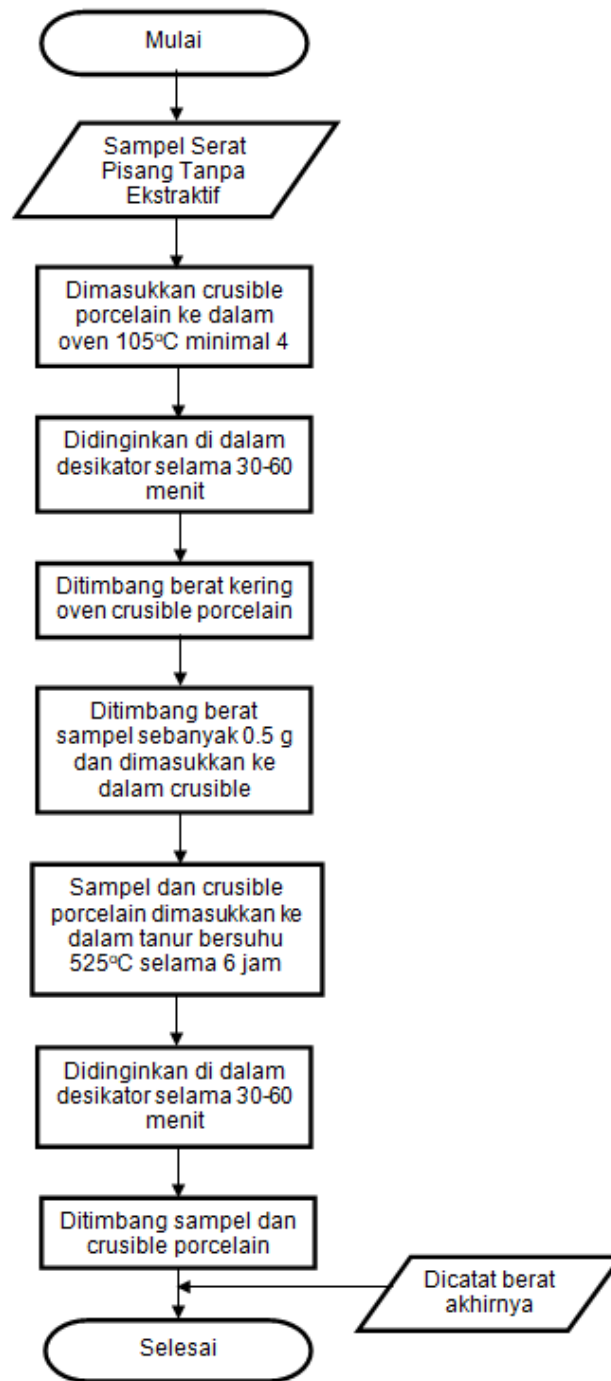 Mulai
Sampel Serat
Pisang Tanpa
Ekstraktif
Dimasukkan crusible
porcelain ke dalam
oven 105°C minimal 4
Didinginkan di dalam
desikator selama 30-60
menit
Ditimbang berat kering
oven crusible porcelain
Ditimbang berat
sampel sebanyak 0.5 g
dan dimasukkan ke
dalam crusible
Sampel dan crusible
porcelain dimasukkan ke
dalam tanur bersuhu
525°C selama 6 jam
Didinginkan di dalam
desikator selama 30-60
menit
Ditimbang sampel dan
crusible porcelain
Dicatat berat
akhirnya
Selesai